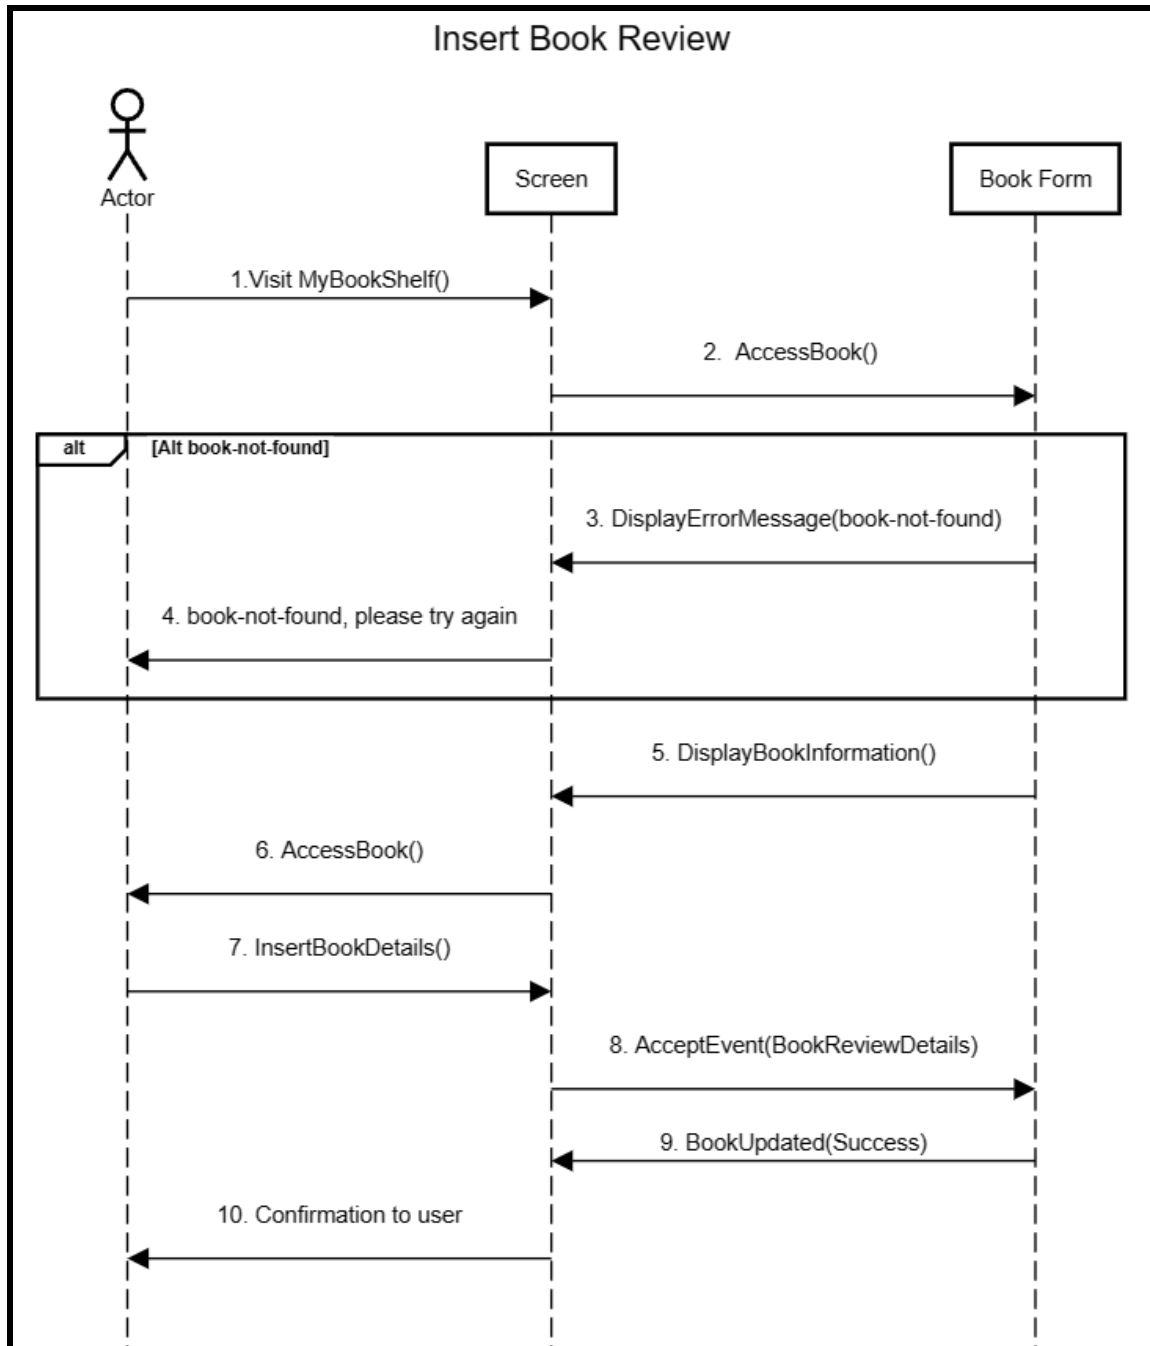 Insert Book Review
Actor
Screen
Book Form
1.Visit MyBookShelf()
2. AccessBook()
alt
[Alt book-not-found]
3. DisplayErrorMessage(book-not-found)
4. book-not-found, please try again
5. DisplayBookInformation()
6. AccessBook()
7. InsertBookDetails()
8. AcceptEvent(BookReviewDetails)
9. BookUpdated(Success)
10. Confirmation to user